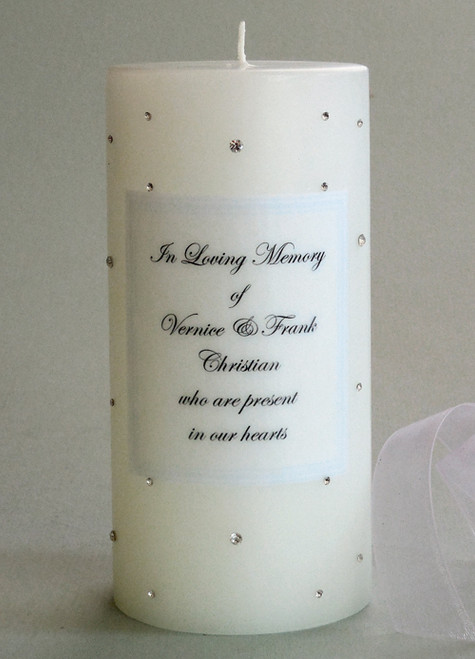 In Loving Memory
of
Vernice & Frank
Christian
who are present
in our hearts